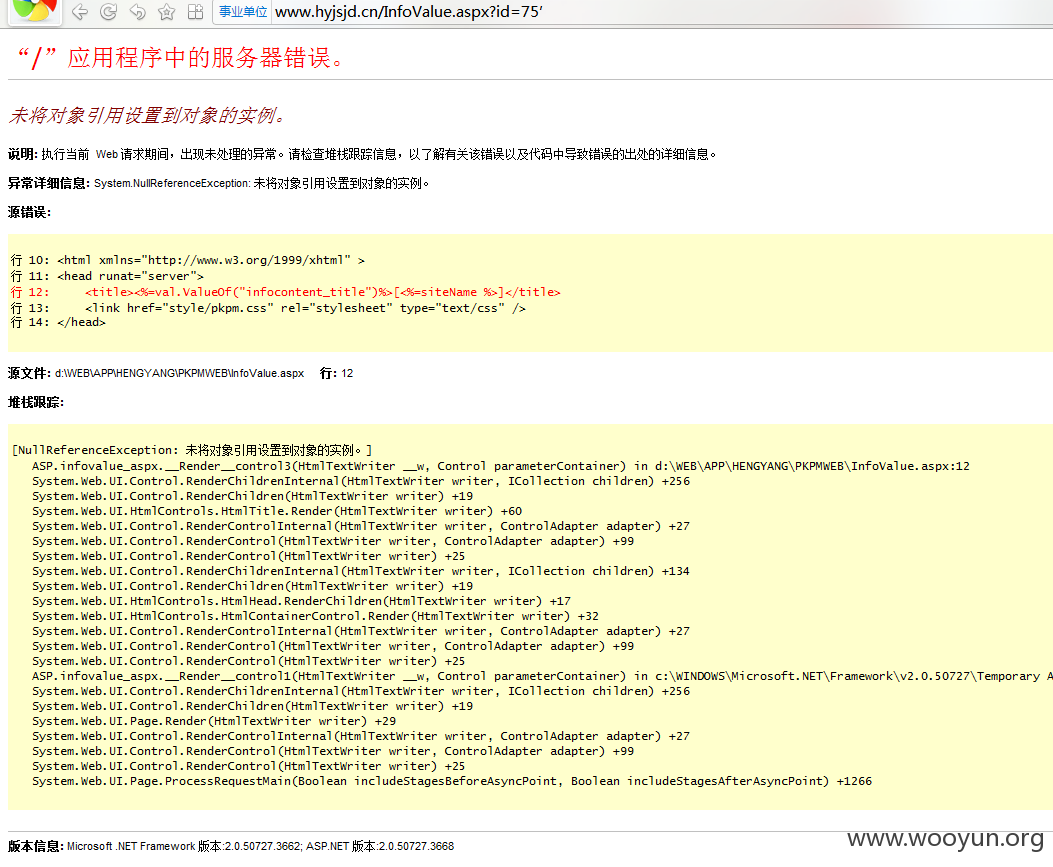 事业单位 www.hyjsjd.cn/InfoValue.aspx?id=75'
“/”应用程序中的服务器错误。
未将对象引用设置到对象的实例。
说明: 执行当前 Web 请求期间，出现未处理的异常。请检查堆栈跟踪信息，以了解有关该错误以及代码中导致错误的出处的详细信息。
异常详细信息: System.NullReferenceException: 未将对象引用设置到对象的实例。
源错误:
行 10: <html xmlns="http://www.w3.org/1999/xhtml" >
行 11: <head runat="server">
行 12:     <title><%=val.ValueOf("infocontent_title")%>[<%=siteName %>]</title>
行 13:     <link href="style/pkpm.css" rel="stylesheet" type="text/css" />
行 14: </head>
源文件: d:\WEB\APP\HENGYANG\PKPMWEB\InfoValue.aspx    行: 12
堆栈跟踪:
[NullReferenceException: 未将对象引用设置到对象的实例。]
   ASP.infovalue_aspx.__Render__control3(HtmlTextWriter __w, Control parameterContainer) in d:\WEB\APP\HENGYANG\PKPMWEB\InfoValue.aspx:12
   System.Web.UI.Control.RenderChildrenInternal(HtmlTextWriter writer, ICollection children) +256
   System.Web.UI.Control.RenderChildren(HtmlTextWriter writer) +19
   System.Web.UI.HtmlControls.HtmlTitle.Render(HtmlTextWriter writer) +60
   System.Web.UI.Control.RenderControlInternal(HtmlTextWriter writer, ControlAdapter adapter) +27
   System.Web.UI.Control.RenderControl(HtmlTextWriter writer, ControlAdapter adapter) +99
   System.Web.UI.Control.RenderControl(HtmlTextWriter writer) +25
   System.Web.UI.Control.RenderChildrenInternal(HtmlTextWriter writer, ICollection children) +134
   System.Web.UI.Control.RenderChildren(HtmlTextWriter writer) +19
   System.Web.UI.HtmlControls.HtmlHead.RenderChildren(HtmlTextWriter writer) +17
   System.Web.UI.HtmlControls.HtmlContainerControl.Render(HtmlTextWriter writer) +32
   System.Web.UI.Control.RenderControlInternal(HtmlTextWriter writer, ControlAdapter adapter) +27
   System.Web.UI.Control.RenderControl(HtmlTextWriter writer, ControlAdapter adapter) +99
   System.Web.UI.Control.RenderControl(HtmlTextWriter writer) +25
   ASP.infovalue_aspx.__Render__control1(HtmlTextWriter __w, Control parameterContainer) in c:\WINDOWS\Microsoft.NET\Framework\v2.0.50727\Temporary A
   System.Web.UI.Control.RenderChildrenInternal(HtmlTextWriter writer, ICollection children) +256
   System.Web.UI.Control.RenderChildren(HtmlTextWriter writer) +19
   System.Web.UI.Page.Render(HtmlTextWriter writer) +29
   System.Web.UI.Control.RenderControlInternal(HtmlTextWriter writer, ControlAdapter adapter) +27
   System.Web.UI.Control.RenderControl(HtmlTextWriter writer, ControlAdapter adapter) +99
   System.Web.UI.Control.RenderControl(HtmlTextWriter writer) +25
   System.Web.UI.Page.ProcessRequestMain(Boolean includeStagesBeforeAsyncPoint, Boolean includeStagesAfterAsyncPoint) +1266
版本信息: Microsoft .NET Framework 版本:2.0.50727.3662; ASP.NET 版本:2.0.50727.3668
www.wooyun.org